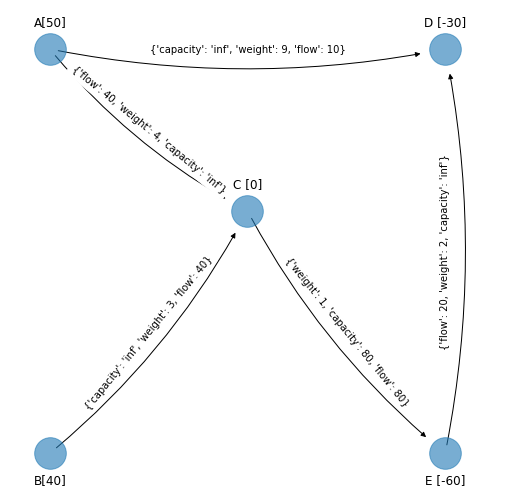 A[50]
D [-30]
{'capacity': 'inf', 'weight': 9, 'flow': 10}
{'flow': 40, 'weight': 4, 'capacity': 'inf'}
C [0]
{'capacity': 'inf', 'weight': 3, 'flow': 40}
{'weight': 1, 'capacity': 80, 'flow': 80}
{'flow': 20, 'weight': 2, 'capacity': 'inf'}
B[40]
E [-60]